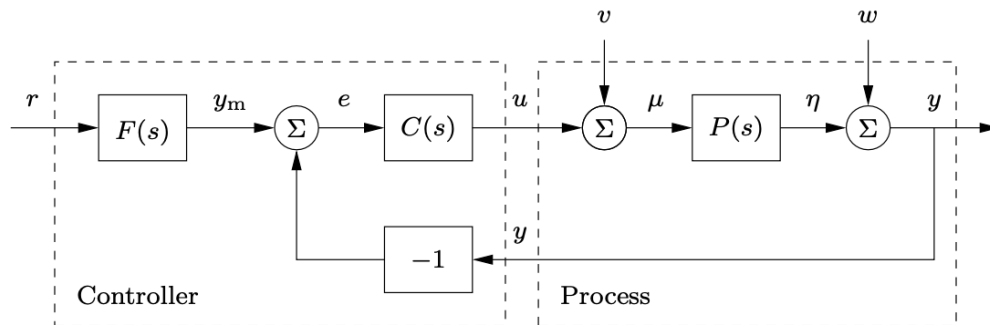 v w
r y_m e u μ η y
F(s) Σ C(s) Σ P(s) Σ
−1 y
Controller Process